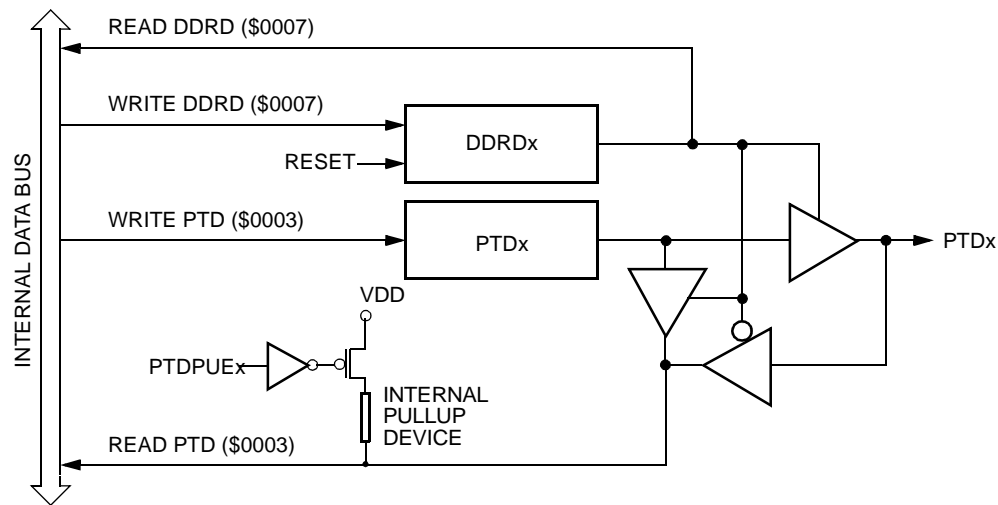 READ DDRD ($0007)
WRITE DDRD ($0007)
DDRDx
RESET
WRITE PTD ($0003)
PTDx
PTDx
VDD
PTDPUEx
INTERNAL
PULLUP
DEVICE
READ PTD ($0003)
INTERNAL DATA BUS